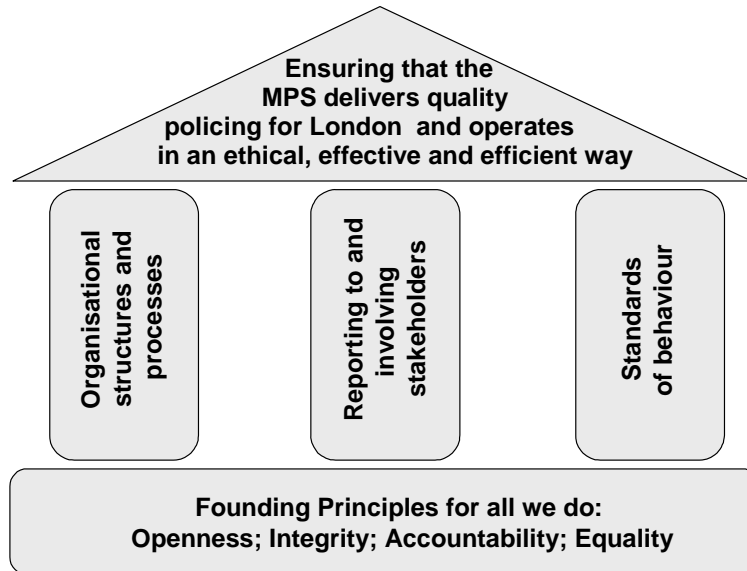 Ensuring that the
MPS delivers quality
policing for London and operates
in an ethical, effective and efficient way
Organisational
structures and
processes
Reporting to and
involving
stakeholders
Standards
of behaviour
Founding Principles for all we do:
Openness; Integrity; Accountability; Equality